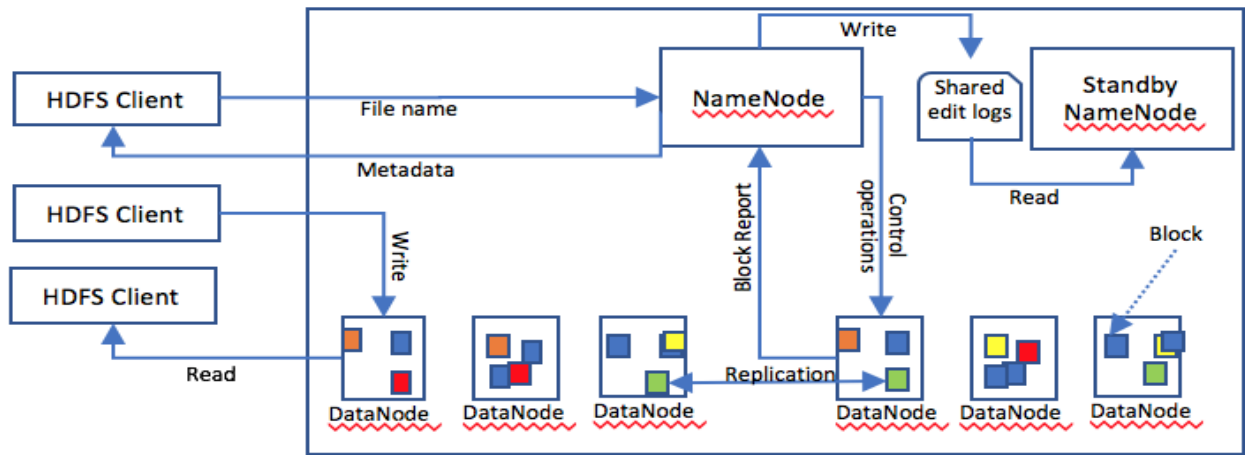 Write
HDFS Client
File name
NameNode
Shared
edit logs
Standby
NameNode
Metadata
HDFS Client
Write
Block Report
Control
operations
Read
Block
HDFS Client
Read
Replication
DataNode
DataNode
DataNode
DataNode
DataNode
DataNode